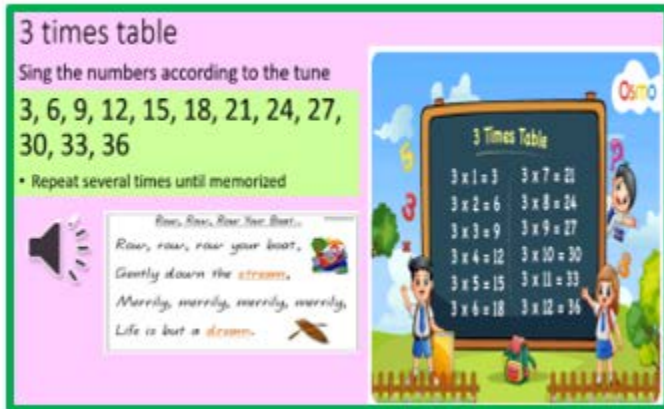 3 times table
Sing the numbers according to the tune
3, 6, 9, 12, 15, 18, 21, 24, 27,
30, 33, 36
• Repeat several times until memorized
Row, Row, Row Your Boat...
Row, row, row your boat,
Gently down the stream,
Merrily, merrily, merrily, merrily,
Life is but a dream.
Osmo
3 Times Table
3 x 1 = 3
3 x 2 = 6
3 x 3 = 9
3 x 4 = 12
3 x 5 = 15
3 x 6 = 18
3 x 7 = 21
3 x 8 = 24
3 x 9 = 27
3 x 10 = 30
3 x 11 = 33
3 x 12 = 36